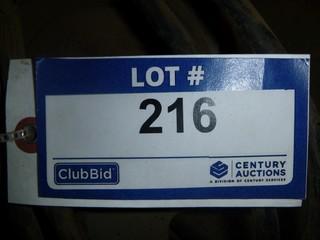 LOT #
216
ClubBid
CENTURY
AUCTIONS
A DIVISION OF CENTURY SERVICES